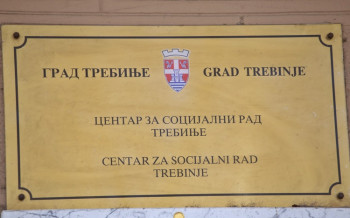 ГРАД ТРЕБИЊЕ GRAD TREBINJE
ЦЕНТАР ЗА СОЦИЈАЛНИ РАД
ТРЕБИЊЕ
CENTAR ZA SOCIJALNI RAD
TREBINJE